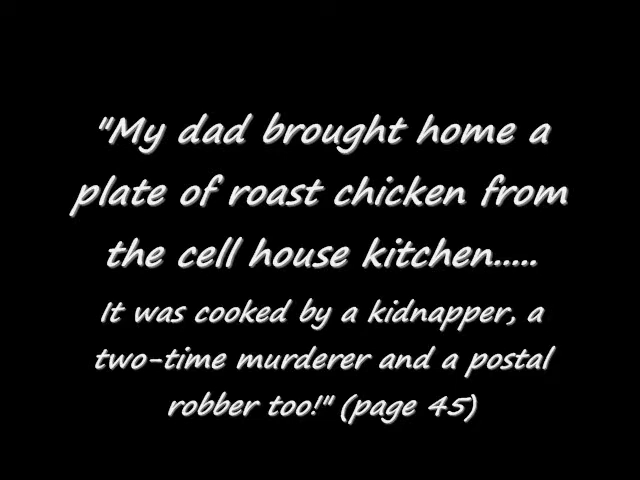 "My dad brought home a
plate of roast chicken from
the cell house kitchen.....
It was cooked by a kidnapper, a
two-time murderer and a postal
robber too!" (page 45)